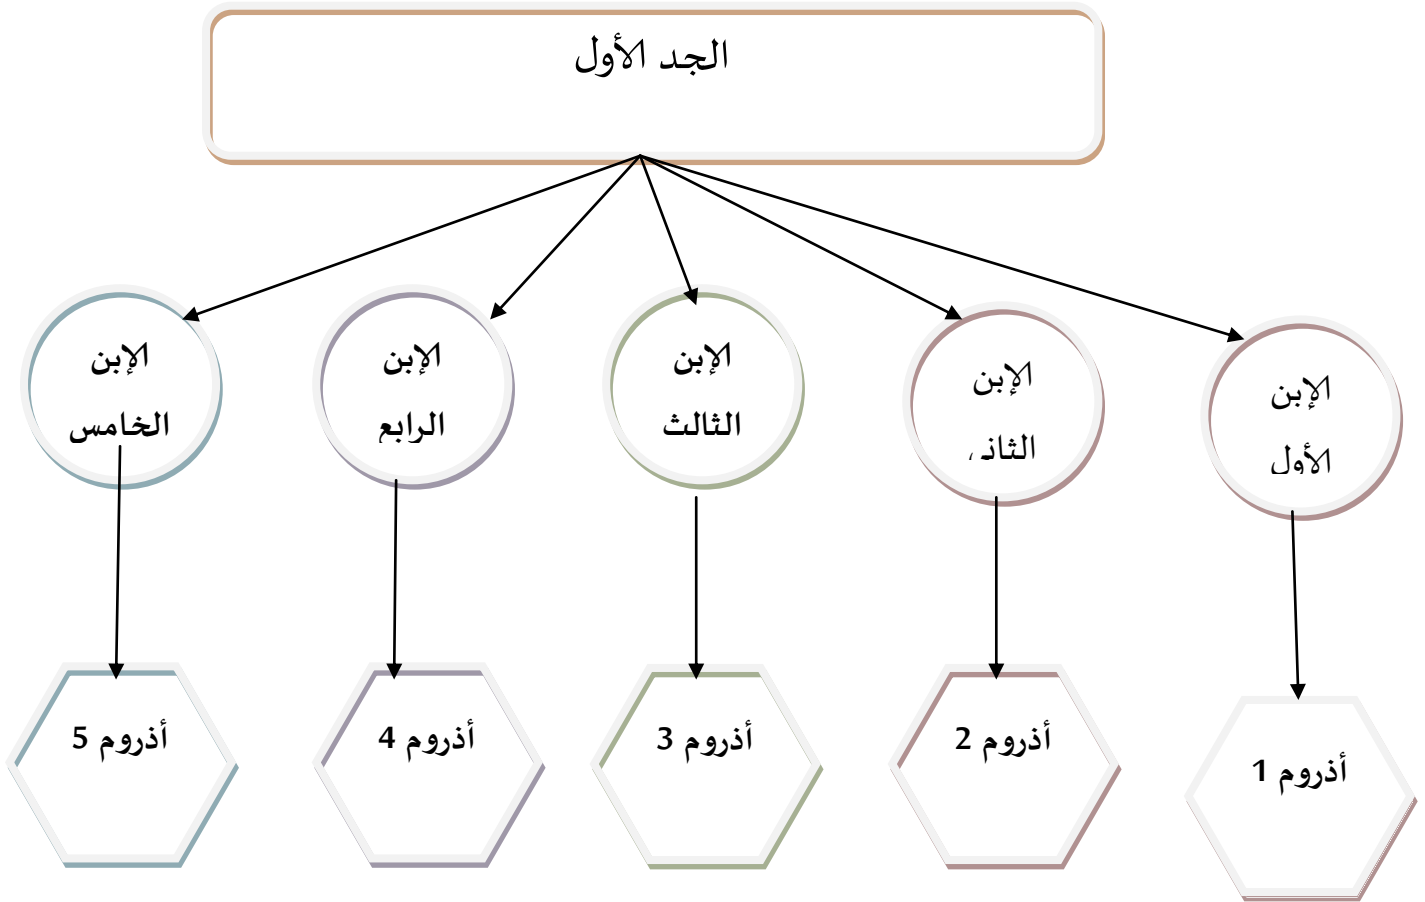 الجد الأول
الإبن
الأول
الإبن
الثاني
الإبن
الثالث
الإبن
الرابع
الإبن
الخامس
أذروم 1
أذروم 2
أذروم 3
أذروم 4
أذروم 5